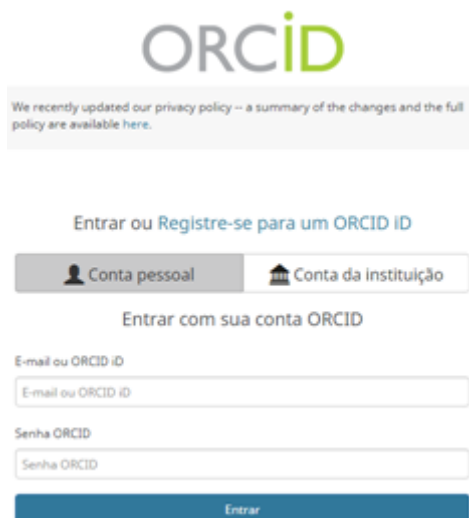 ORCiD
We recently updated our privacy policy -- a summary of the changes and the full
policy are available here.
Entrar ou Registre-se para um ORCID iD
Conta pessoal
Conta da instituição
Entrar com sua conta ORCID
E-mail ou ORCID iD
E-mail ou ORCID iD
Senha ORCID
Senha ORCID
Entrar